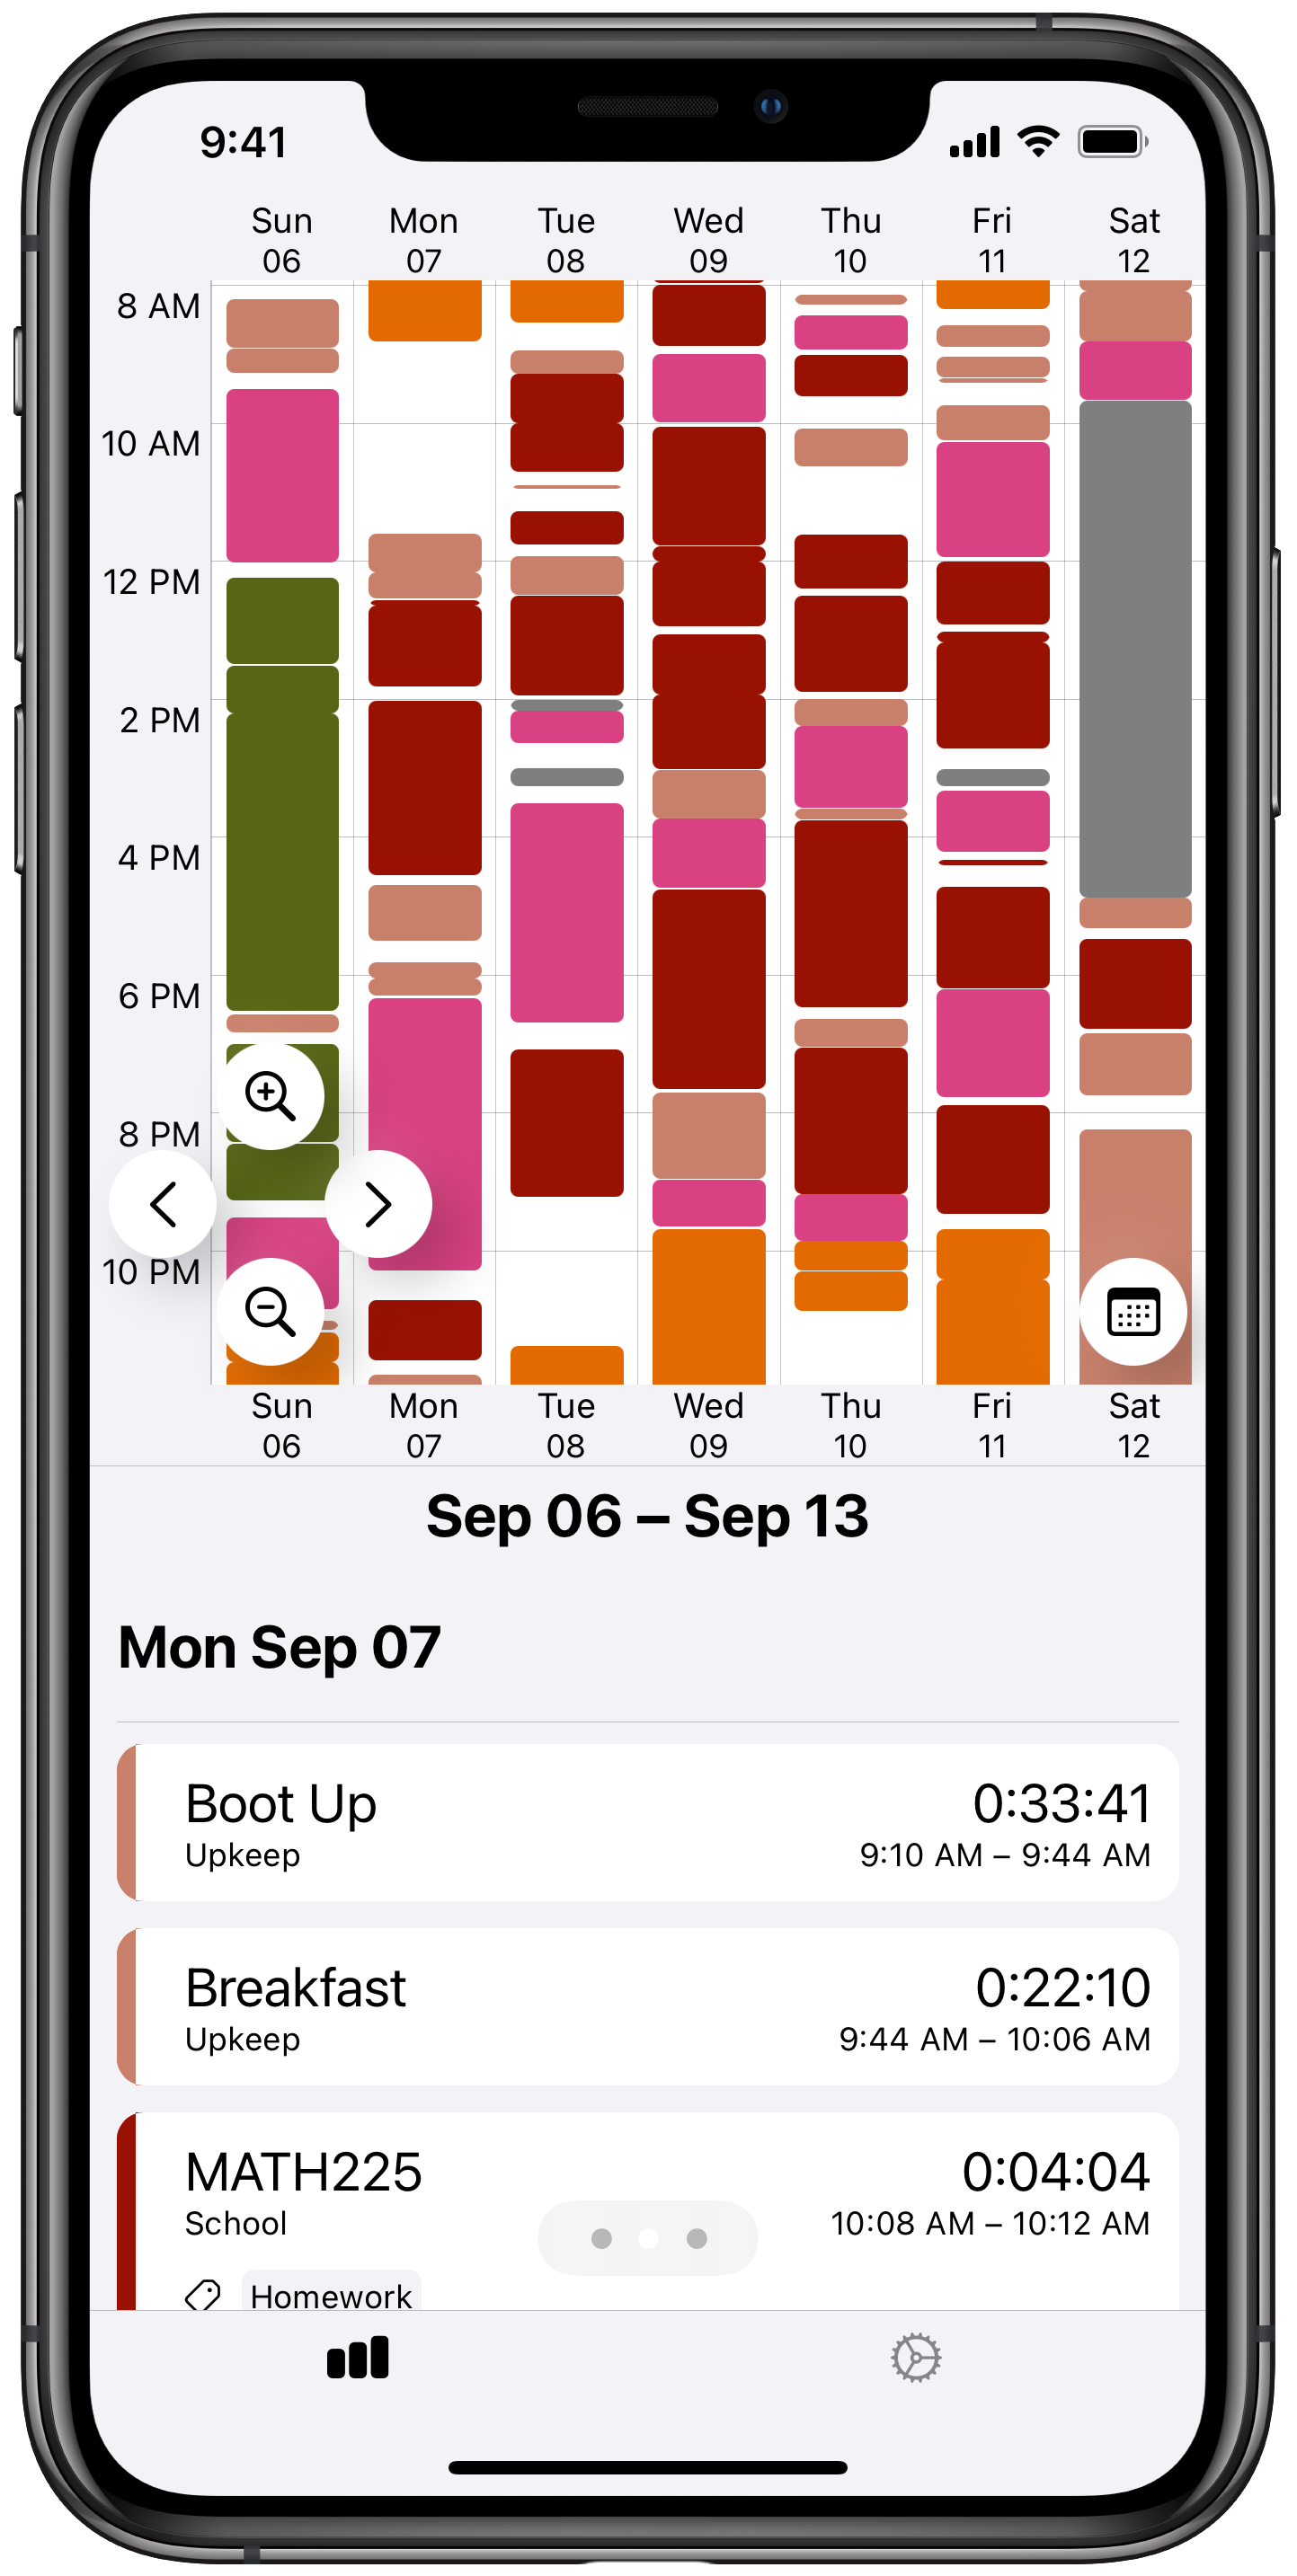 9:41
Sun Mon Tue Wed Thu Fri Sat
06 07 08 09 10 11 12
8 AM
10 AM
12 PM
2 PM
4 PM
6 PM
8 PM
10 PM
Sun Mon Tue Wed Thu Fri Sat
06 07 08 09 10 11 12
Sep 06 – Sep 13
Mon Sep 07
Boot Up 0:33:41
Upkeep 9:10 AM – 9:44 AM
Breakfast 0:22:10
Upkeep 9:44 AM – 10:06 AM
MATH225 0:04:04
School 10:08 AM – 10:12 AM
Homework